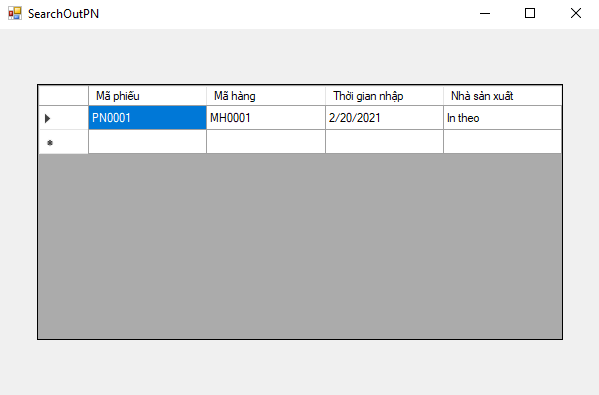 SearchOutPN
Mã phiếu Mã hàng Thời gian nhập Nhà sản xuất
PN0001 MH0001 2/20/2021 In theo